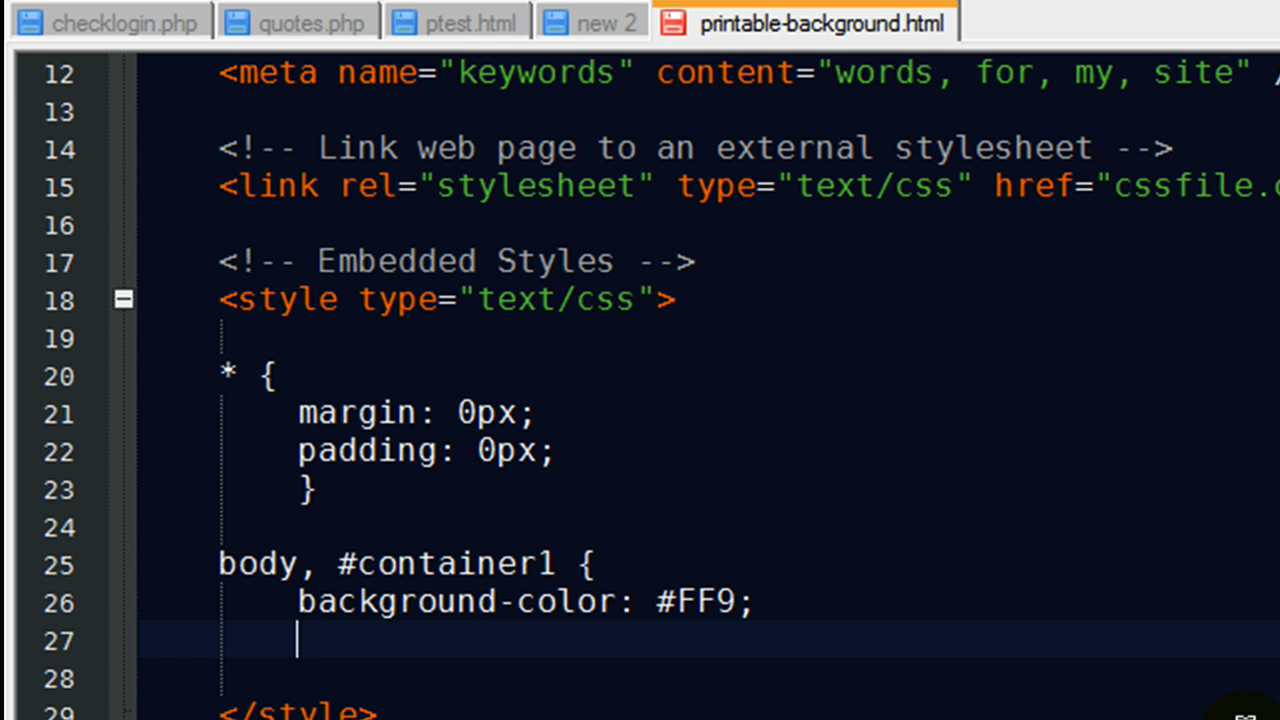 checklogin.php quotes.php ptest.html new 2 printable-background.html
12 <meta name="keywords" content="words, for, my, site" /
13
14 <!-- Link web page to an external stylesheet -->
15 <link rel="stylesheet" type="text/css" href="cssfile.c
16
17 <!-- Embedded Styles -->
18 <style type="text/css">
19
20 * {
21 margin: 0px;
22 padding: 0px;
23 }
24
25 body, #container1 {
26 background-color: #FF9;
27
28
29 </style>